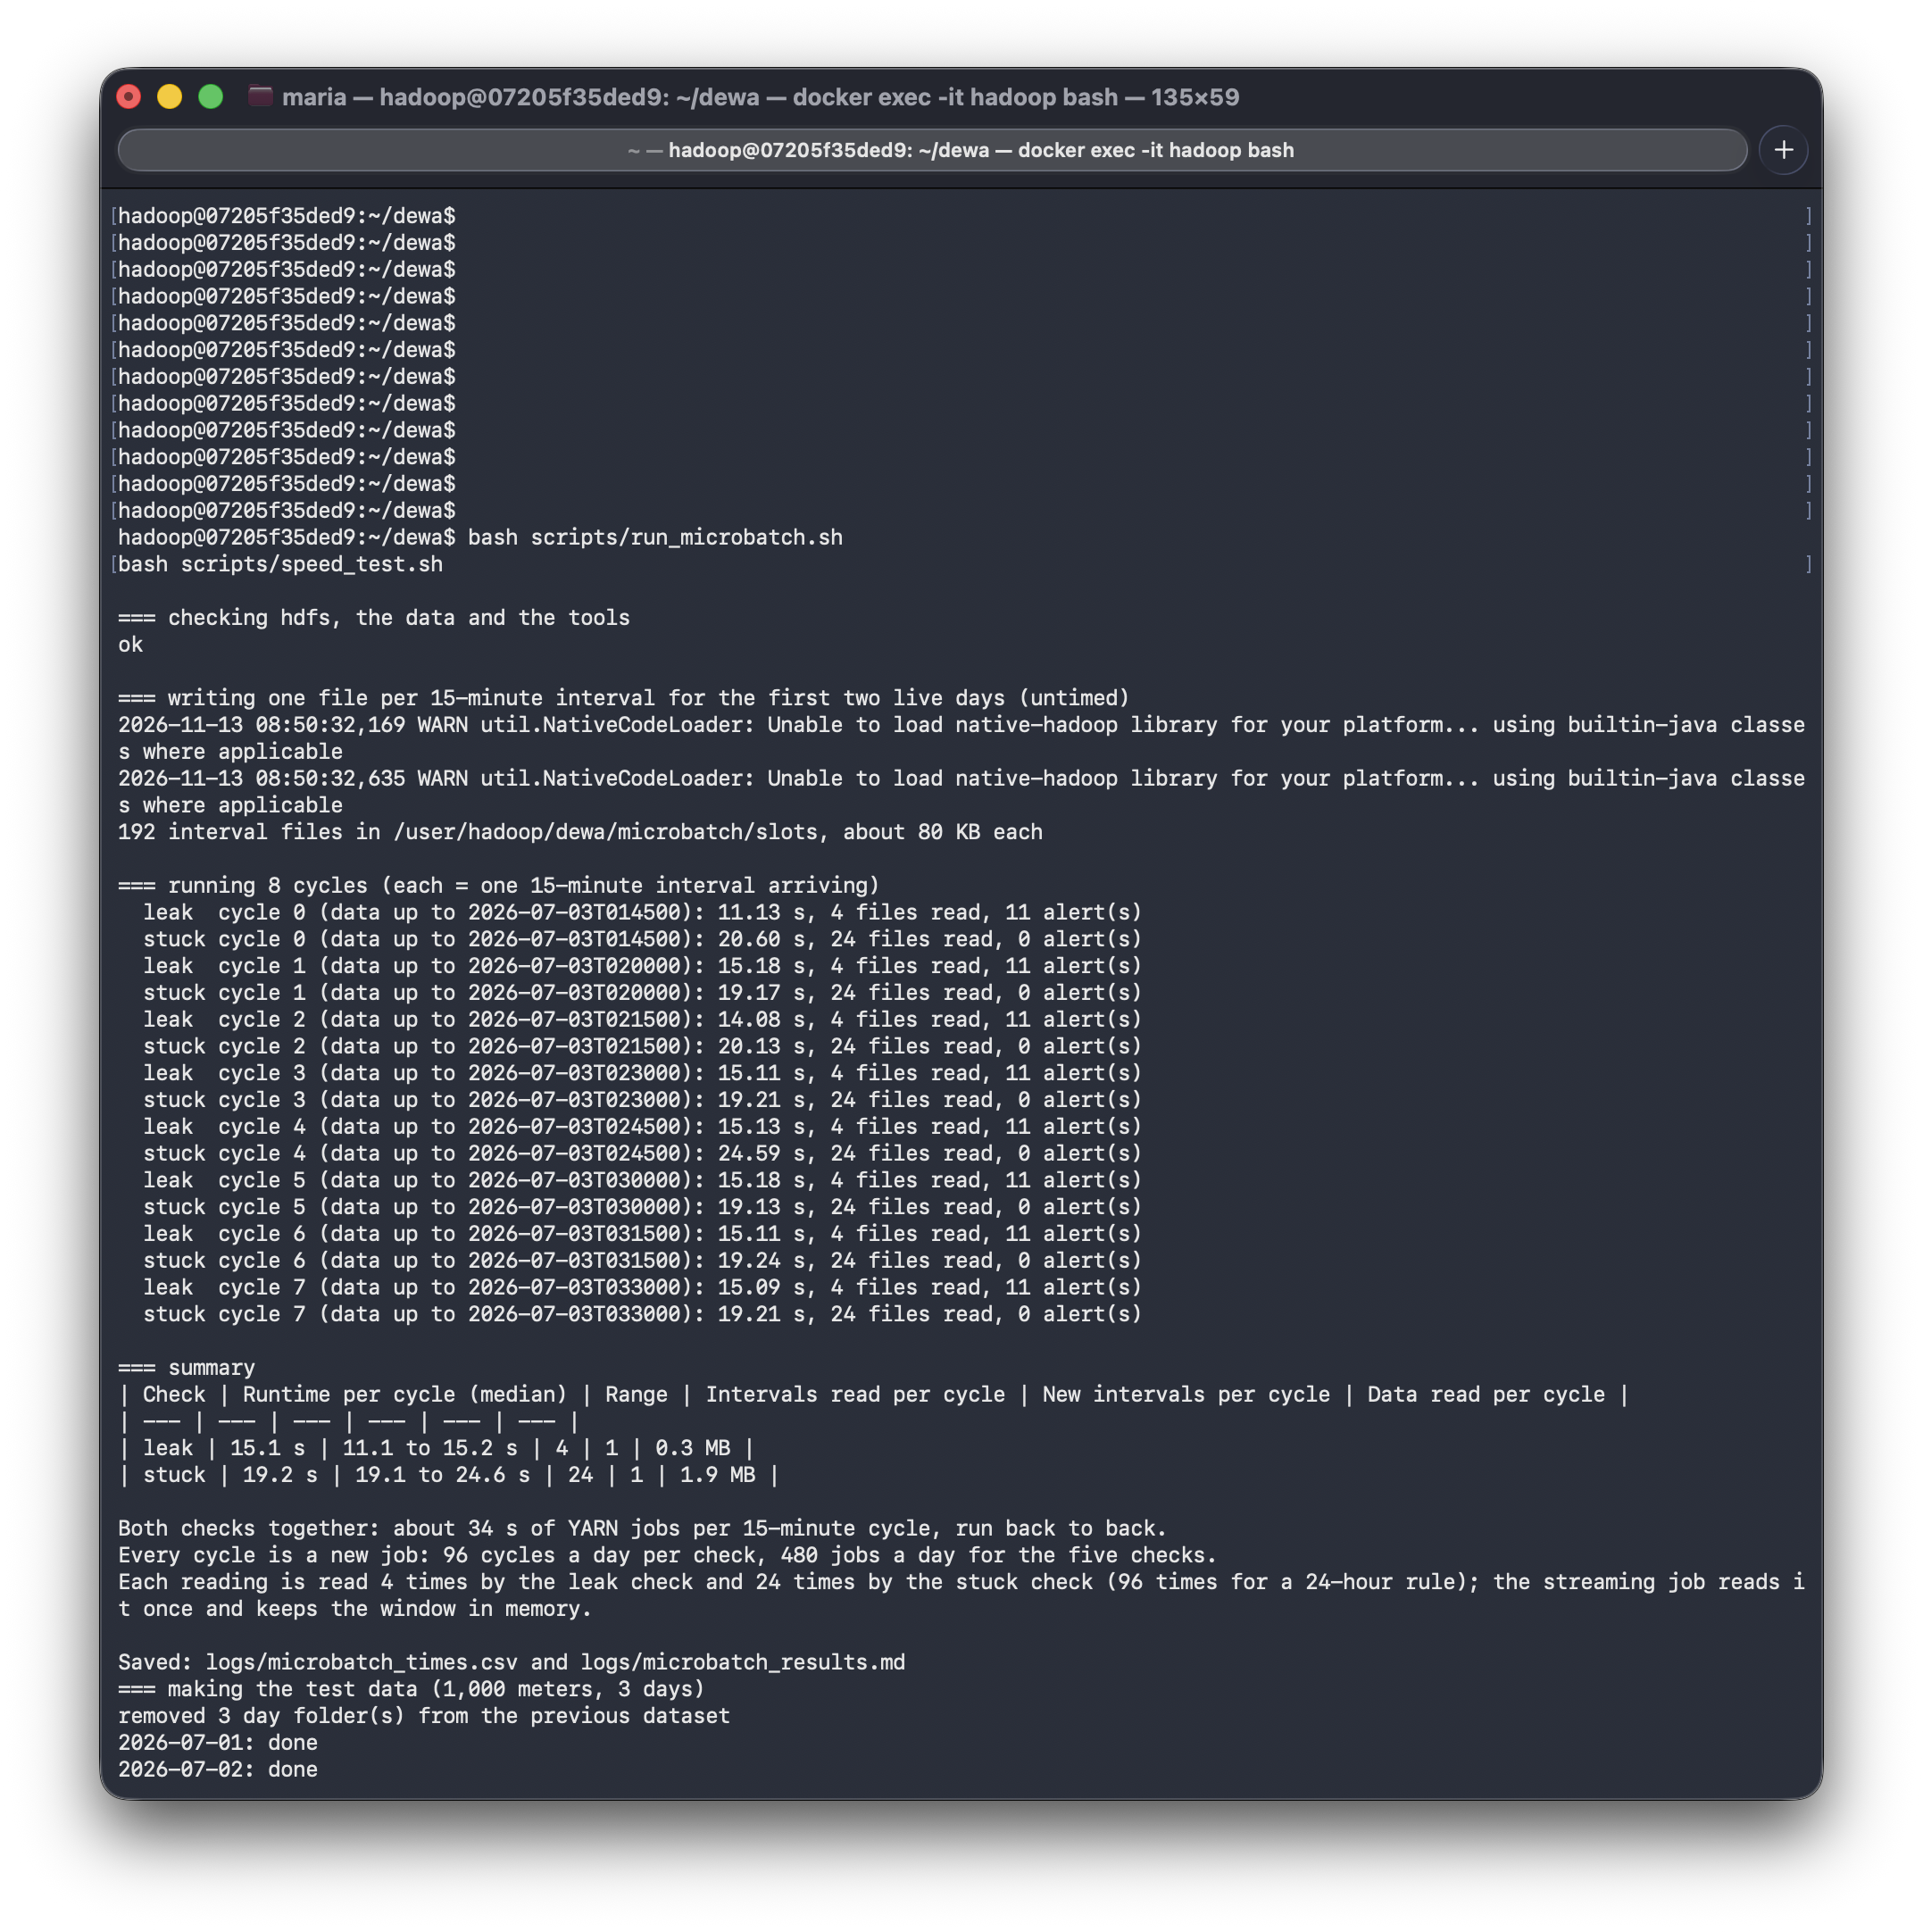 maria — hadoop@07205f35ded9: ~/dewa — docker exec -it hadoop bash — 135×59
~ — hadoop@07205f35ded9: ~/dewa — docker exec -it hadoop bash
+
[hadoop@07205f35ded9:~/dewa$ ]
[hadoop@07205f35ded9:~/dewa$ ]
[hadoop@07205f35ded9:~/dewa$ ]
[hadoop@07205f35ded9:~/dewa$ ]
[hadoop@07205f35ded9:~/dewa$ ]
[hadoop@07205f35ded9:~/dewa$ ]
[hadoop@07205f35ded9:~/dewa$ ]
[hadoop@07205f35ded9:~/dewa$ ]
[hadoop@07205f35ded9:~/dewa$ ]
[hadoop@07205f35ded9:~/dewa$ ]
[hadoop@07205f35ded9:~/dewa$ ]
[hadoop@07205f35ded9:~/dewa$ ]
hadoop@07205f35ded9:~/dewa$ bash scripts/run_microbatch.sh
[bash scripts/speed_test.sh ]
=== checking hdfs, the data and the tools
ok
=== writing one file per 15-minute interval for the first two live days (untimed)
2026-11-13 08:50:32,169 WARN util.NativeCodeLoader: Unable to load native-hadoop library for your platform... using builtin-java classe
s where applicable
2026-11-13 08:50:32,635 WARN util.NativeCodeLoader: Unable to load native-hadoop library for your platform... using builtin-java classe
s where applicable
192 interval files in /user/hadoop/dewa/microbatch/slots, about 80 KB each
=== running 8 cycles (each = one 15-minute interval arriving)
leak  cycle 0 (data up to 2026-07-03T014500): 11.13 s, 4 files read, 11 alert(s)
stuck cycle 0 (data up to 2026-07-03T014500): 20.60 s, 24 files read, 0 alert(s)
leak  cycle 1 (data up to 2026-07-03T020000): 15.18 s, 4 files read, 11 alert(s)
stuck cycle 1 (data up to 2026-07-03T020000): 19.17 s, 24 files read, 0 alert(s)
leak  cycle 2 (data up to 2026-07-03T021500): 14.08 s, 4 files read, 11 alert(s)
stuck cycle 2 (data up to 2026-07-03T021500): 20.13 s, 24 files read, 0 alert(s)
leak  cycle 3 (data up to 2026-07-03T023000): 15.11 s, 4 files read, 11 alert(s)
stuck cycle 3 (data up to 2026-07-03T023000): 19.21 s, 24 files read, 0 alert(s)
leak  cycle 4 (data up to 2026-07-03T024500): 15.13 s, 4 files read, 11 alert(s)
stuck cycle 4 (data up to 2026-07-03T024500): 24.59 s, 24 files read, 0 alert(s)
leak  cycle 5 (data up to 2026-07-03T030000): 15.18 s, 4 files read, 11 alert(s)
stuck cycle 5 (data up to 2026-07-03T030000): 19.13 s, 24 files read, 0 alert(s)
leak  cycle 6 (data up to 2026-07-03T031500): 15.11 s, 4 files read, 11 alert(s)
stuck cycle 6 (data up to 2026-07-03T031500): 19.24 s, 24 files read, 0 alert(s)
leak  cycle 7 (data up to 2026-07-03T033000): 15.09 s, 4 files read, 11 alert(s)
stuck cycle 7 (data up to 2026-07-03T033000): 19.21 s, 24 files read, 0 alert(s)
=== summary
| Check | Runtime per cycle (median) | Range | Intervals read per cycle | New intervals per cycle | Data read per cycle |
| --- | --- | --- | --- | --- | --- |
| leak | 15.1 s | 11.1 to 15.2 s | 4 | 1 | 0.3 MB |
| stuck | 19.2 s | 19.1 to 24.6 s | 24 | 1 | 1.9 MB |
Both checks together: about 34 s of YARN jobs per 15-minute cycle, run back to back.
Every cycle is a new job: 96 cycles a day per check, 480 jobs a day for the five checks.
Each reading is read 4 times by the leak check and 24 times by the stuck check (96 times for a 24-hour rule); the streaming job reads i
t once and keeps the window in memory.
Saved: logs/microbatch_times.csv and logs/microbatch_results.md
=== making the test data (1,000 meters, 3 days)
removed 3 day folder(s) from the previous dataset
2026-07-01: done
2026-07-02: done